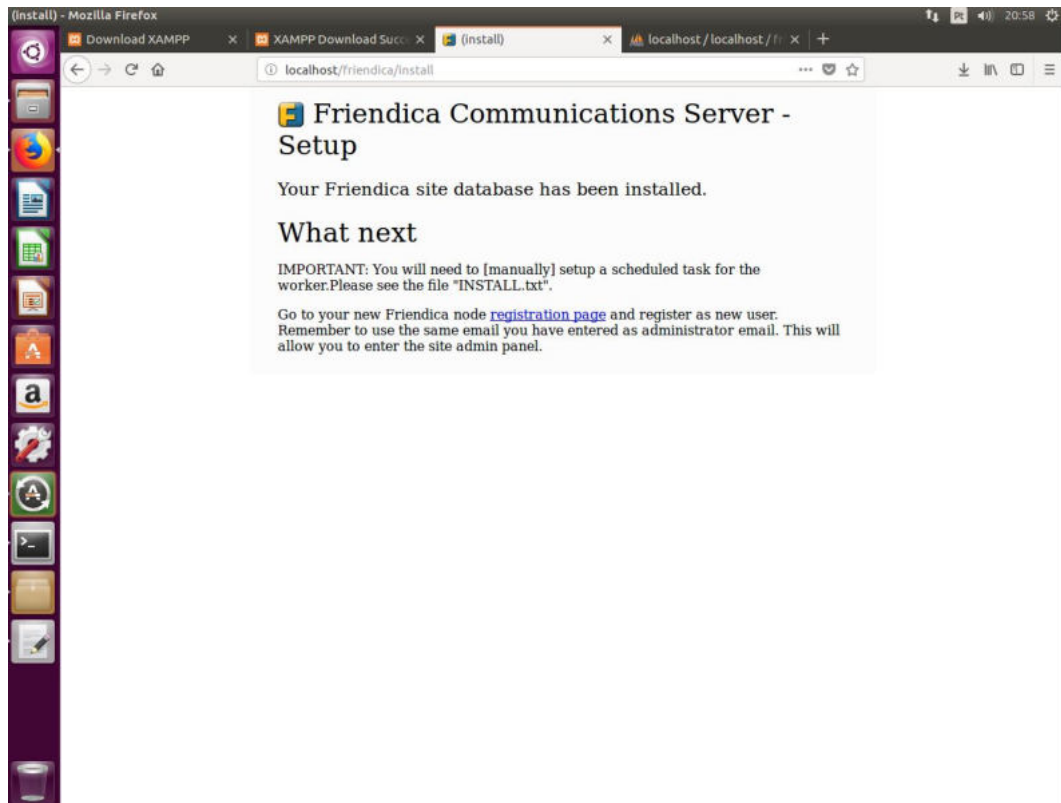 (install) - Mozilla Firefox
Pt
20:58
Download XAMPP
XAMPP Download Succ
(install)
localhost / localhost / fr
localhost/friendica/install
Friendica Communications Server -
Setup
Your Friendica site database has been installed.
What next
IMPORTANT: You will need to [manually] setup a scheduled task for the
worker.Please see the file "INSTALL.txt".
Go to your new Friendica node registration page and register as new user.
Remember to use the same email you have entered as administrator email. This will
allow you to enter the site admin panel.